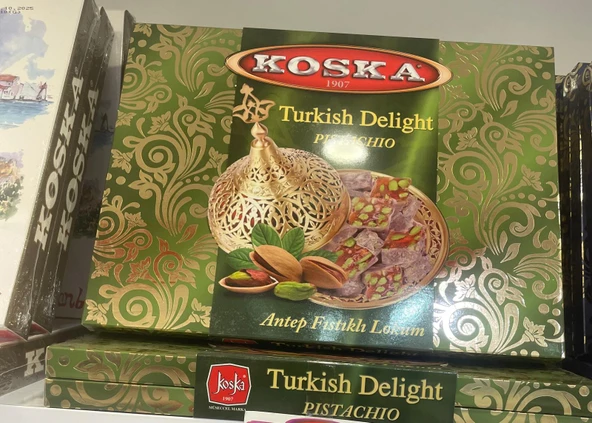 KOSKA
1907
Turkish Delight
PISTACHIO
Antep Fıstıklı Lokum
KOSKA
KOSKA
koska
1907
Turkish Delight
PISTACHIO